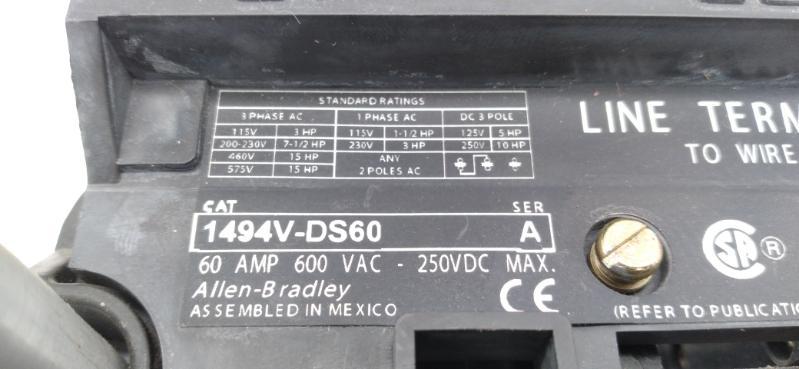 STANDARD RATINGS
3 PHASE AC 1 PHASE AC DC 3 POLE
115V 3 HP 115V 1-1/2 HP 125V 5 HP
200-230V 7-1/2 HP 230V 3 HP 250V 10 HP
460V 15 HP ANY
575V 15 HP 2 POLES AC
LINE TERM
TO WIRE
CAT SER
1494V-DS60 A
60 AMP 600 VAC - 250VDC MAX.
Allen-Bradley CE
ASSEMBLED IN MEXICO
CSA ®
(REFER TO PUBLICATIO